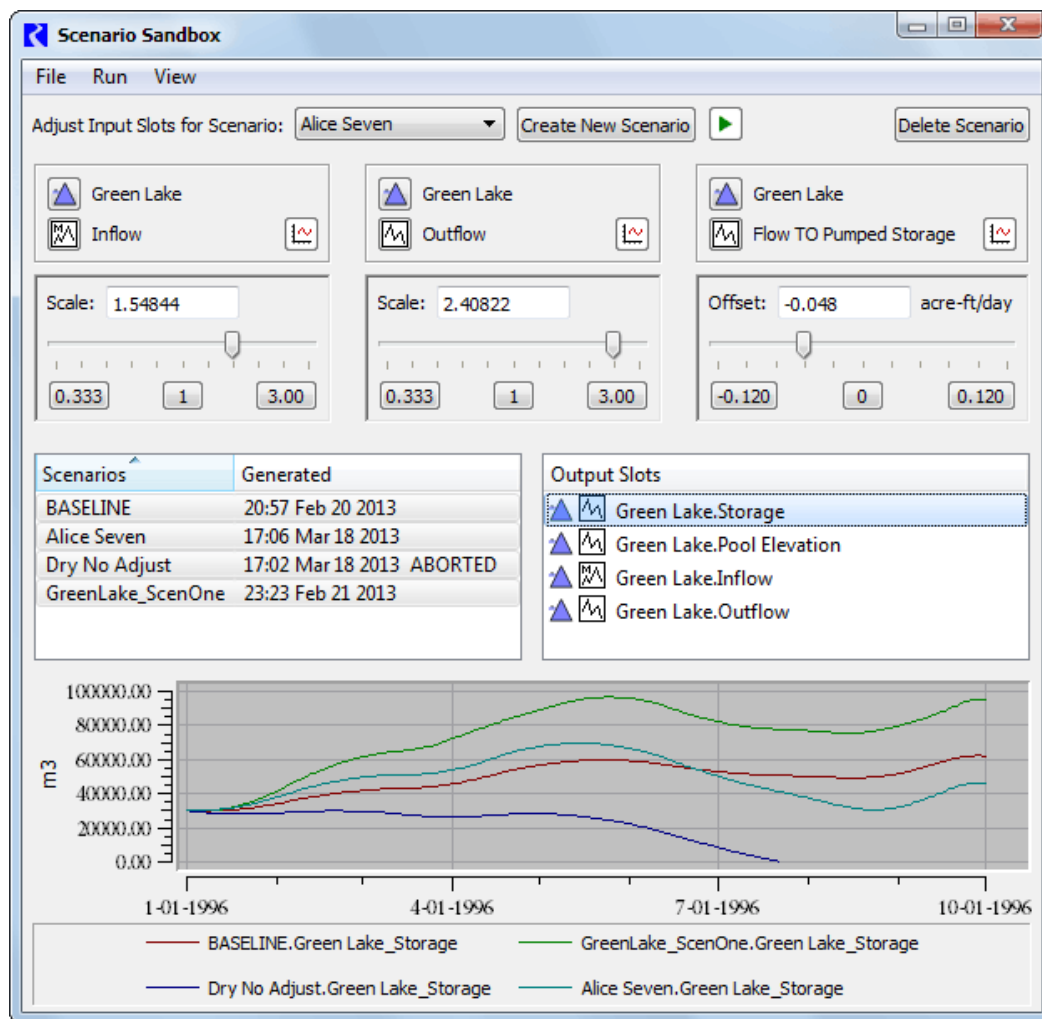 Scenario Sandbox
File Run View
Adjust Input Slots for Scenario: Alice Seven Create New Scenario Delete Scenario
Green Lake Green Lake Green Lake
Inflow Outflow Flow TO Pumped Storage
Scale: 1.54844 Scale: 2.40822 Offset: -0.048 acre-ft/day
0.333 1 3.00 0.333 1 3.00 -0.120 0 0.120
Scenarios Generated
BASELINE 20:57 Feb 20 2013
Alice Seven 17:06 Mar 18 2013
Dry No Adjust 17:02 Mar 18 2013 ABORTED
GreenLake_ScenOne 23:23 Feb 21 2013
Output Slots
Green Lake.Storage
Green Lake.Pool Elevation
Green Lake.Inflow
Green Lake.Outflow
100000.00
80000.00
60000.00
40000.00
20000.00
0.00
m3
1-01-1996 4-01-1996 7-01-1996 10-01-1996
BASELINE.Green Lake_Storage GreenLake_ScenOne.Green Lake_Storage
Dry No Adjust.Green Lake_Storage Alice Seven.Green Lake_Storage